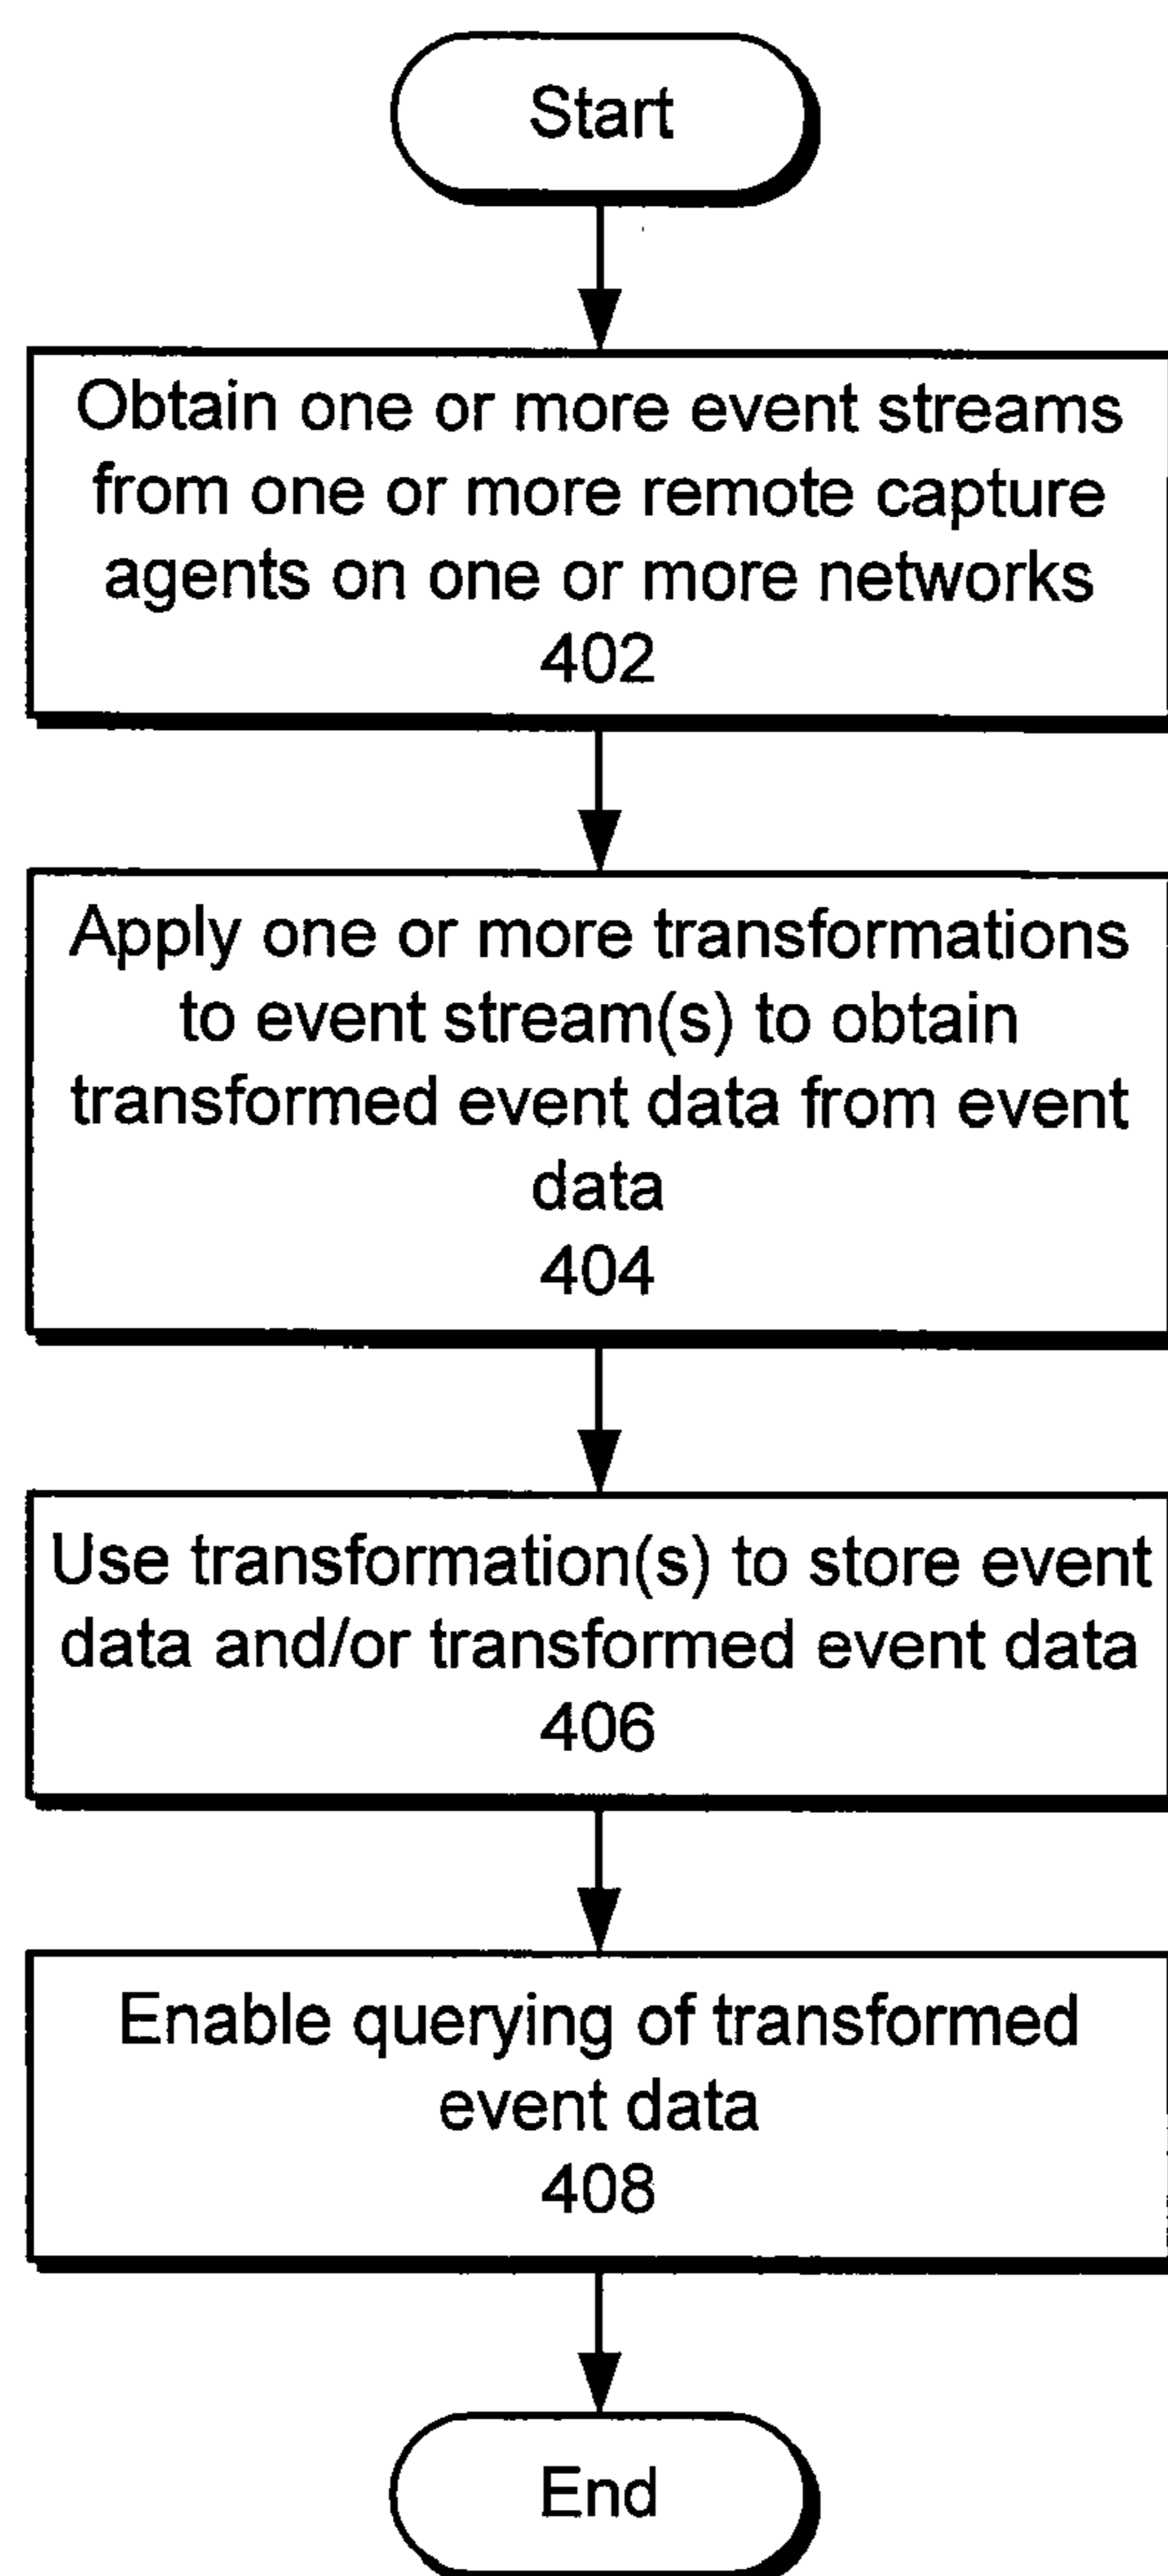 Start
Obtain one or more event streams
from one or more remote capture
agents on one or more networks
402
Apply one or more transformations
to event stream(s) to obtain
transformed event data from event
data
404
Use transformation(s) to store event
data and/or transformed event data
406
Enable querying of transformed
event data
408
End